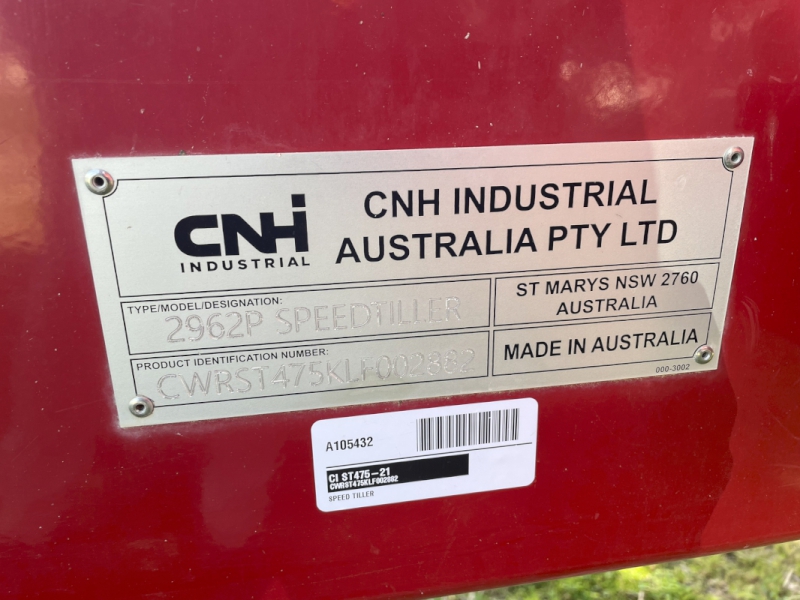 CNH
INDUSTRIAL
CNH INDUSTRIAL
AUSTRALIA PTY LTD
TYPE/MODEL/DESIGNATION:
2962P SPEEDTILLER
ST MARYS NSW 2760
AUSTRALIA
PRODUCT IDENTIFICATION NUMBER:
CWRST475KLF002882
MADE IN AUSTRALIA
000-3002
A105432
CI ST475-21
CWRST475KLF002882
SPEED TILLER